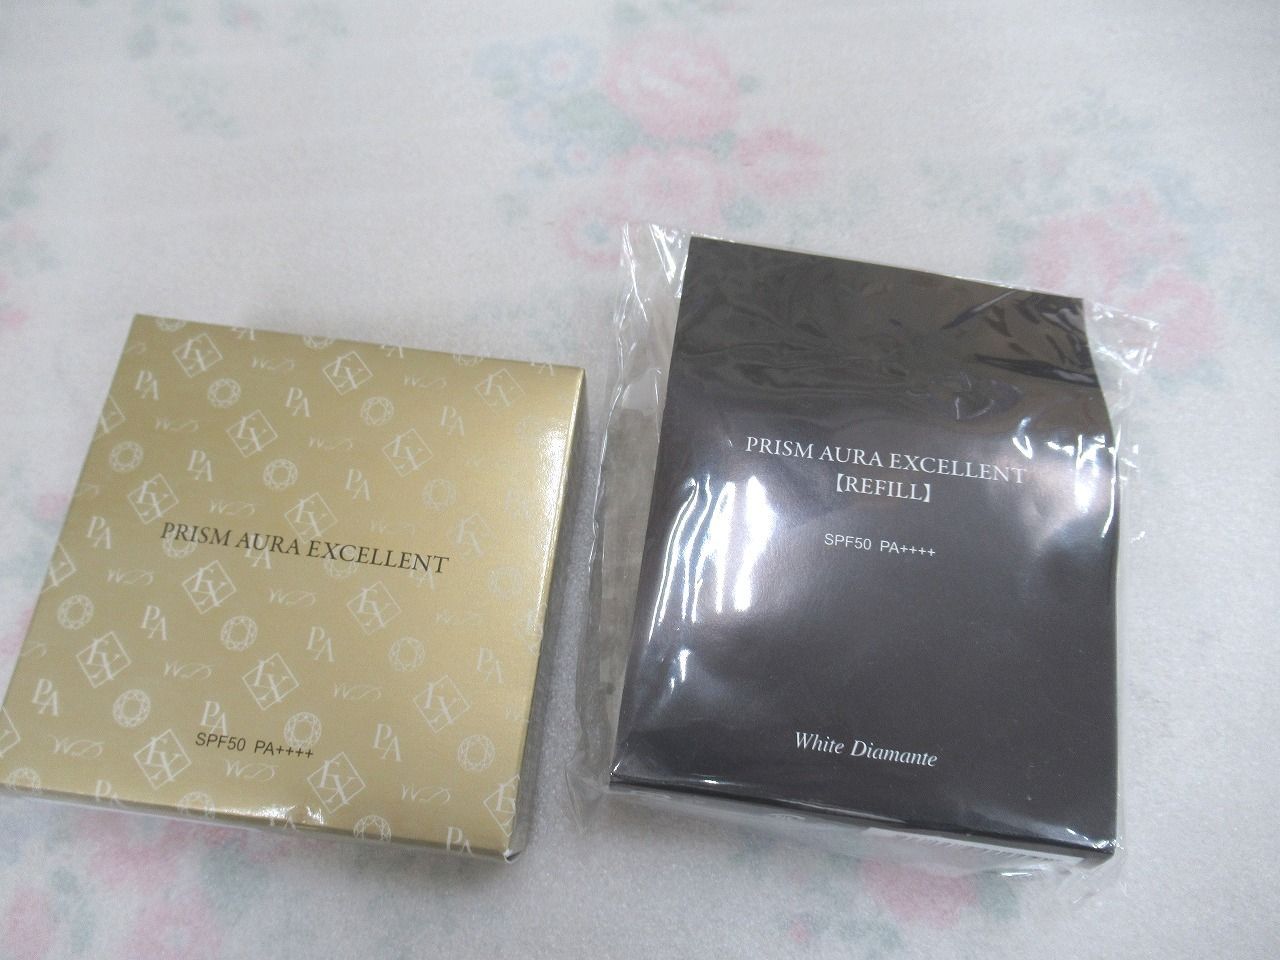 PRISM AURA EXCELLENT
SPF50 PA++++
PRISM AURA EXCELLENT
【REFILL】
SPF50 PA++++
White Diamante